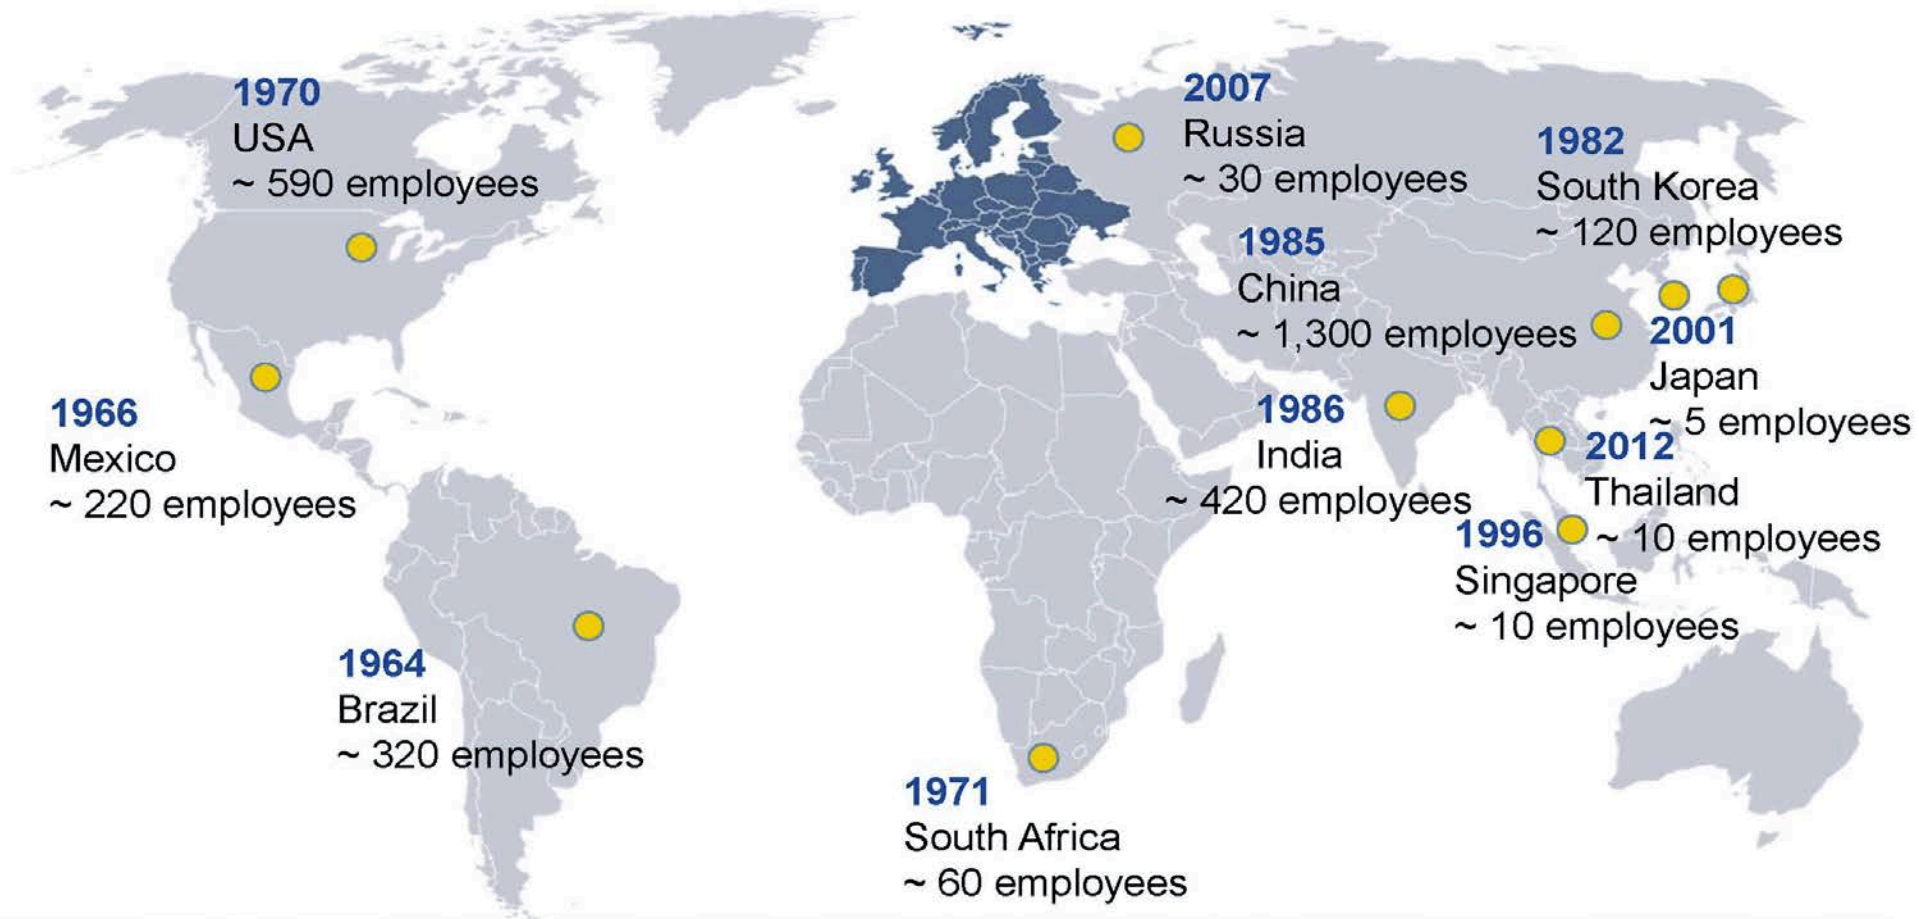 1970
USA
~ 590 employees
2007
Russia
~ 30 employees
1982
South Korea
~ 120 employees
1985
China
~ 1,300 employees
2001
Japan
~ 5 employees
1966
Mexico
~ 220 employees
1986
India
~ 420 employees
2012
Thailand
~ 10 employees
1996
Singapore
~ 10 employees
1964
Brazil
~ 320 employees
1971
South Africa
~ 60 employees